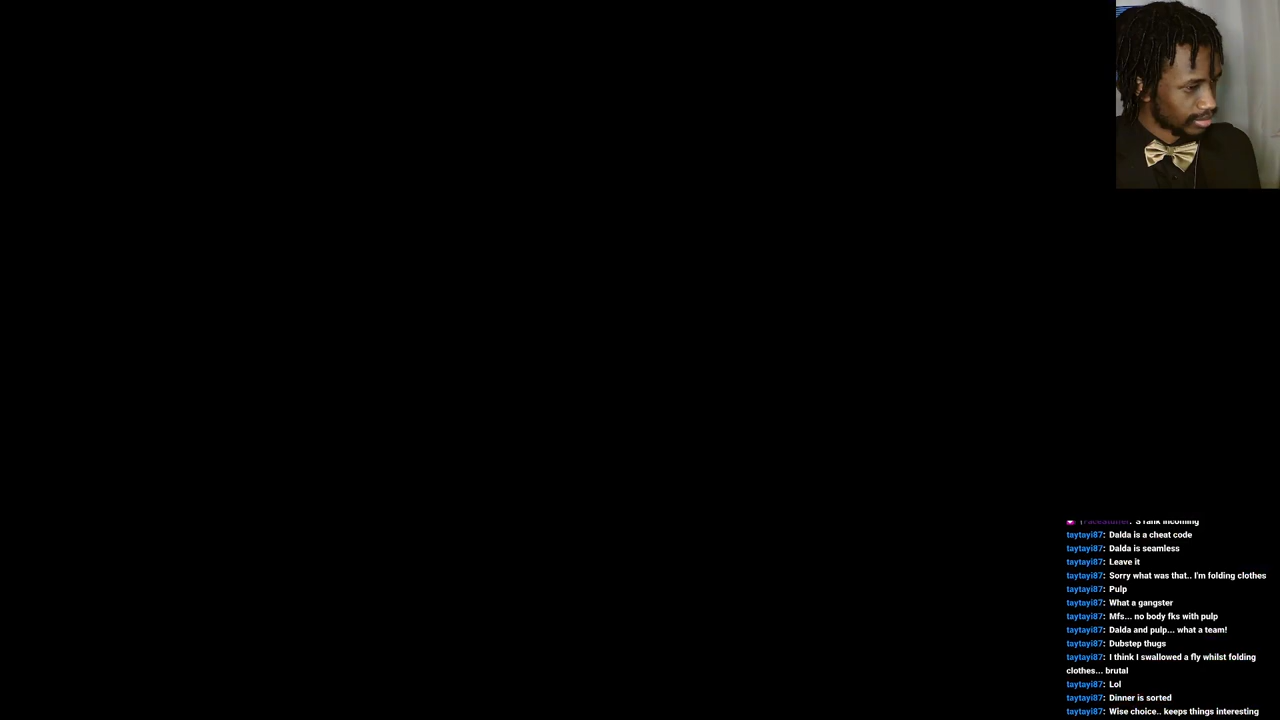 S rank incoming
taytayi87: Dalda is a cheat code
taytayi87: Dalda is seamless
taytayi87: Leave it
taytayi87: Sorry what was that.. I'm folding clothes
taytayi87: Pulp
taytayi87: What a gangster
taytayi87: Mfs... no body fks with pulp
taytayi87: Dalda and pulp... what a team!
taytayi87: Dubstep thugs
taytayi87: I think I swallowed a fly whilst folding
clothes... brutal
taytayi87: Lol
taytayi87: Dinner is sorted
taytayi87: Wise choice.. keeps things interesting